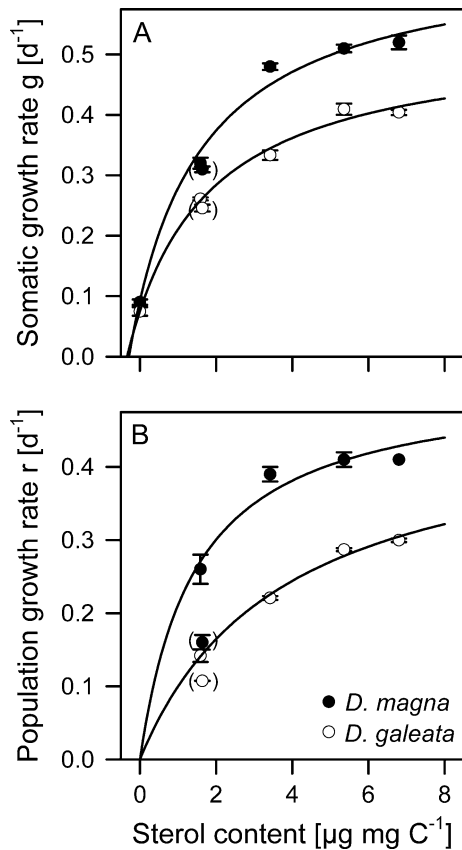 A
Somatic growth rate g [d⁻¹]
0.5
0.4
0.3
0.2
0.1
0.0
( )
( )
B
Population growth rate r [d⁻¹]
0.4
0.3
0.2
0.1
0.0
( )
( )
D. magna
D. galeata
0 2 4 6 8
Sterol content [µg mg C⁻¹]